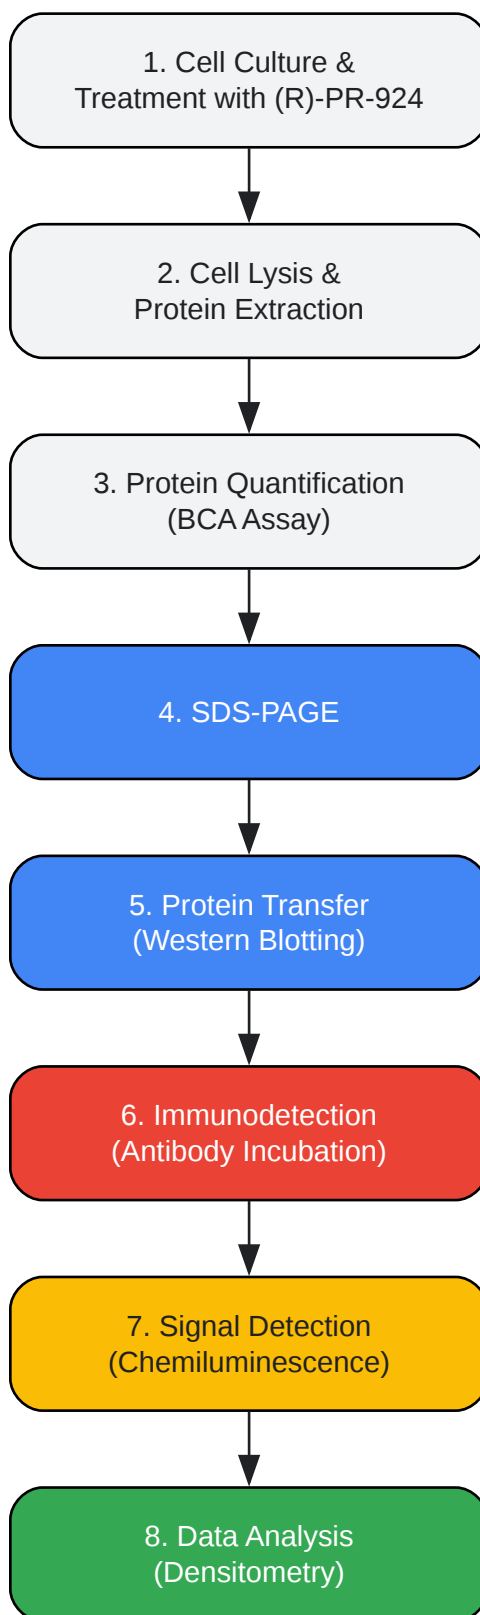 1. Cell Culture &
Treatment with (R)-PR-924
2. Cell Lysis &
Protein Extraction
3. Protein Quantification
(BCA Assay)
4. SDS-PAGE
5. Protein Transfer
(Western Blotting)
6. Immunodetection
(Antibody Incubation)
7. Signal Detection
(Chemiluminescence)
8. Data Analysis
(Densitometry)